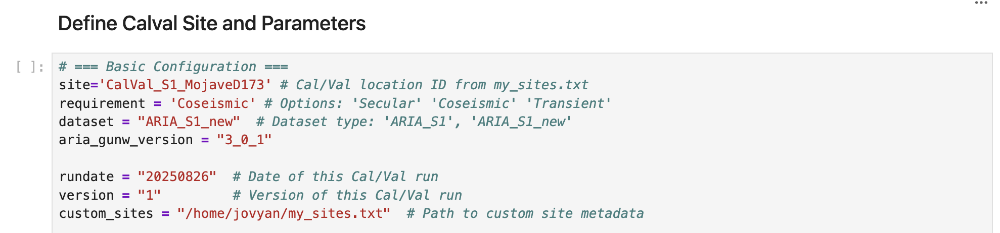 Define Calval Site and Parameters
[ ]:
# === Basic Configuration ===
site='CalVal_S1_MojaveD173' # Cal/Val location ID from my_sites.txt
requirement = 'Coseismic' # Options: 'Secular' 'Coseismic' 'Transient'
dataset = "ARIA_S1_new"  # Dataset type: 'ARIA_S1', 'ARIA_S1_new'
aria_gunw_version = "3_0_1"
rundate = "20250826"  # Date of this Cal/Val run
version = "1"         # Version of this Cal/Val run
custom_sites = "/home/jovyan/my_sites.txt"  # Path to custom site metadata